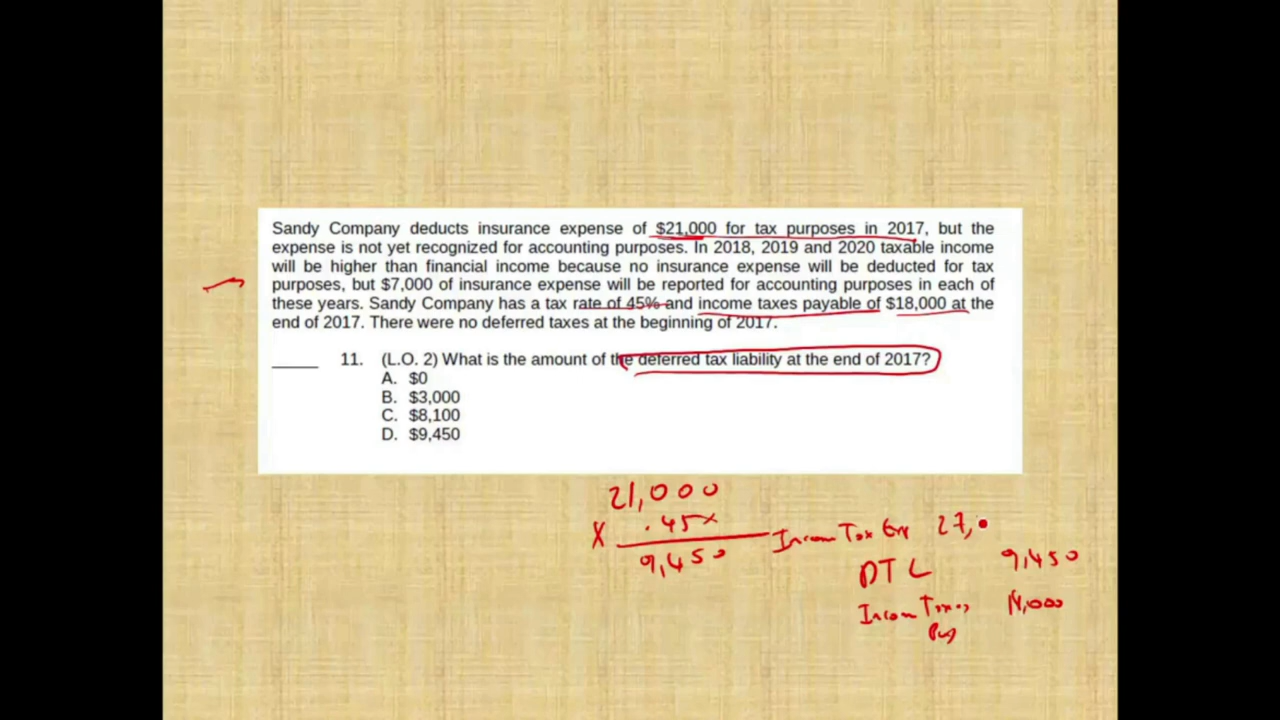 Sandy Company deducts insurance expense of $21,000 for tax purposes in 2017, but the
expense is not yet recognized for accounting purposes. In 2018, 2019 and 2020 taxable income
will be higher than financial income because no insurance expense will be deducted for tax
purposes, but $7,000 of insurance expense will be reported for accounting purposes in each of
these years. Sandy Company has a tax rate of 45% and income taxes payable of $18,000 at the
end of 2017. There were no deferred taxes at the beginning of 2017.
11. (L.O. 2) What is the amount of the deferred tax liability at the end of 2017?
A. $0
B. $3,000
C. $8,100
D. $9,450
21,000
X .45
9,450
Income Tax Exp 27,
DTL 9,450
Income Taxes